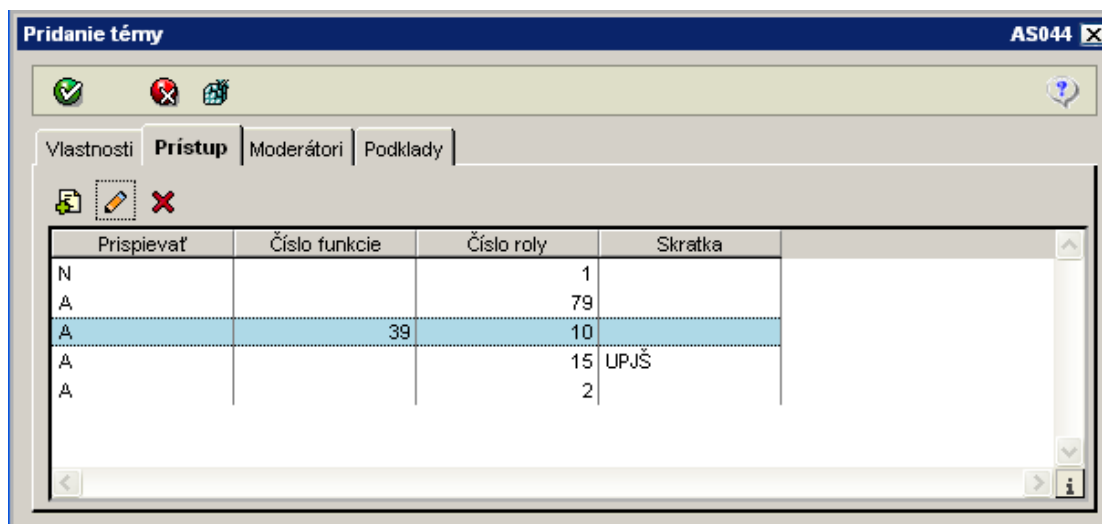 Pridanie témy AS044
Vlastnosti Prístup Moderátori Podklady
Prispievať Číslo funkcie Číslo roly Skratka
N 1
A 79
A 39 10
A 15 UPJŠ
A 2